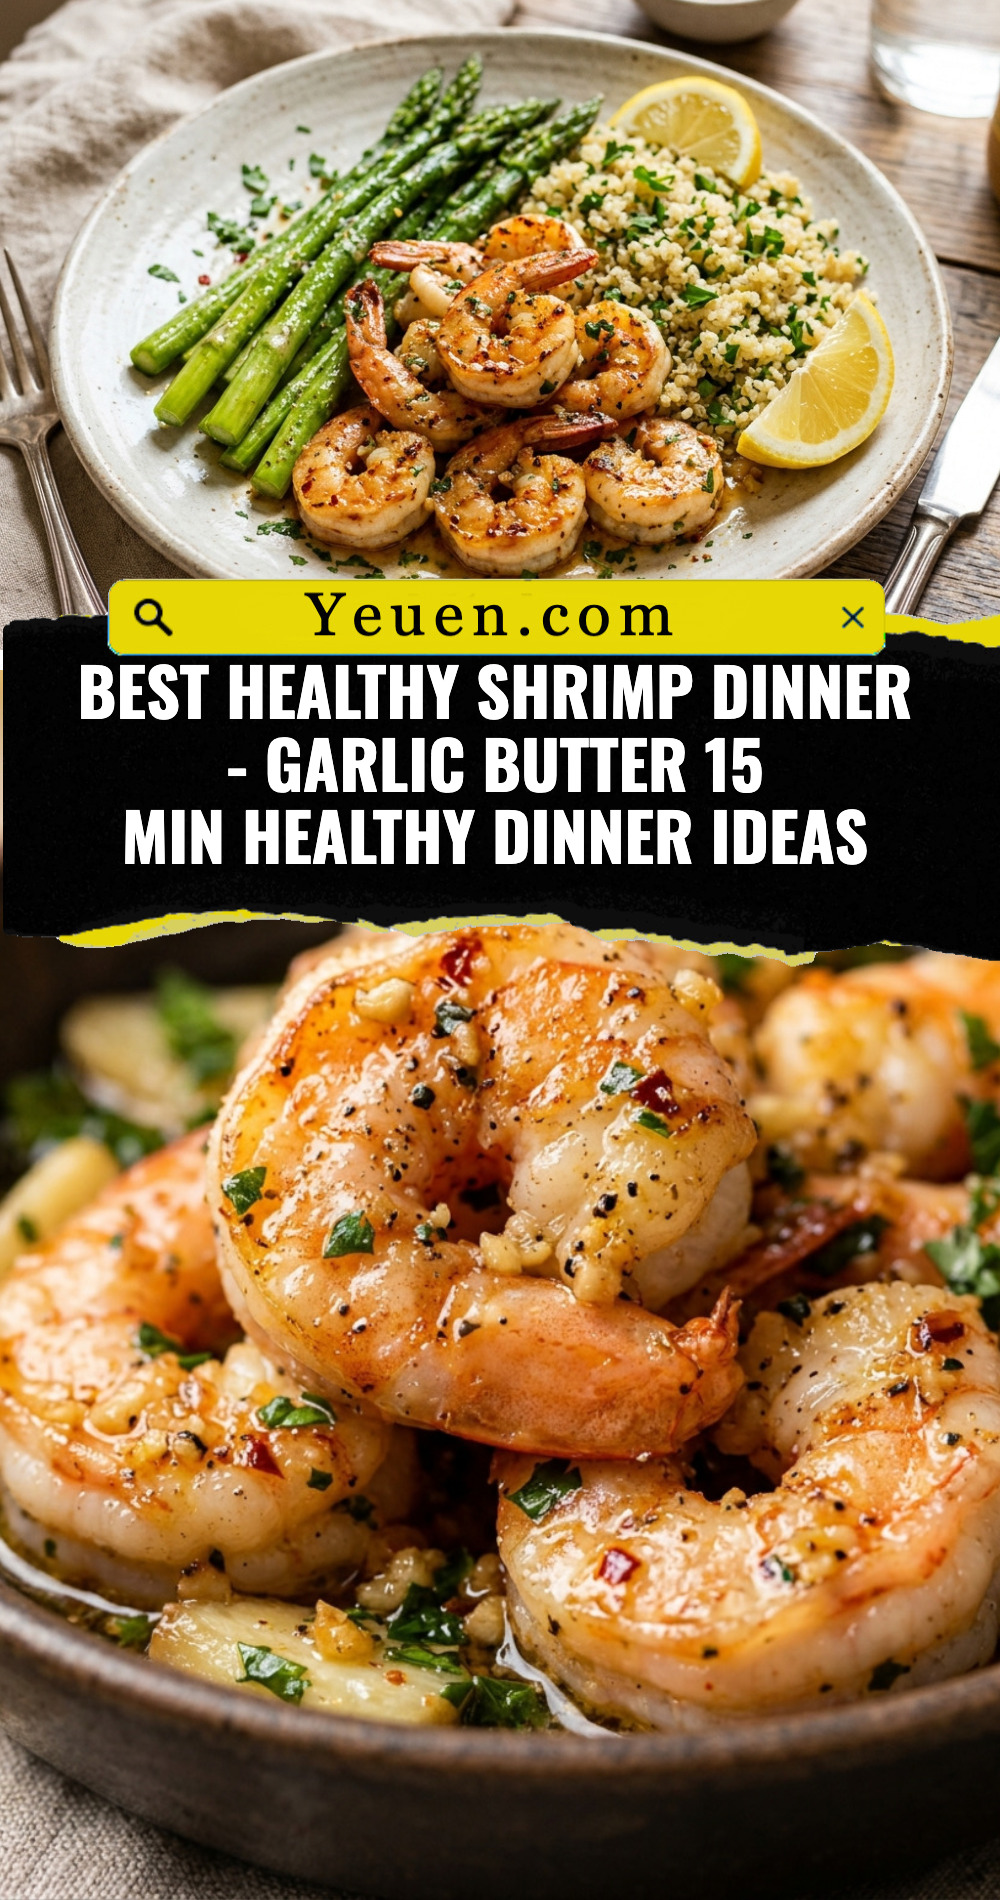 Yeuen.com
BEST HEALTHY SHRIMP DINNER
- GARLIC BUTTER 15
MIN HEALTHY DINNER IDEAS